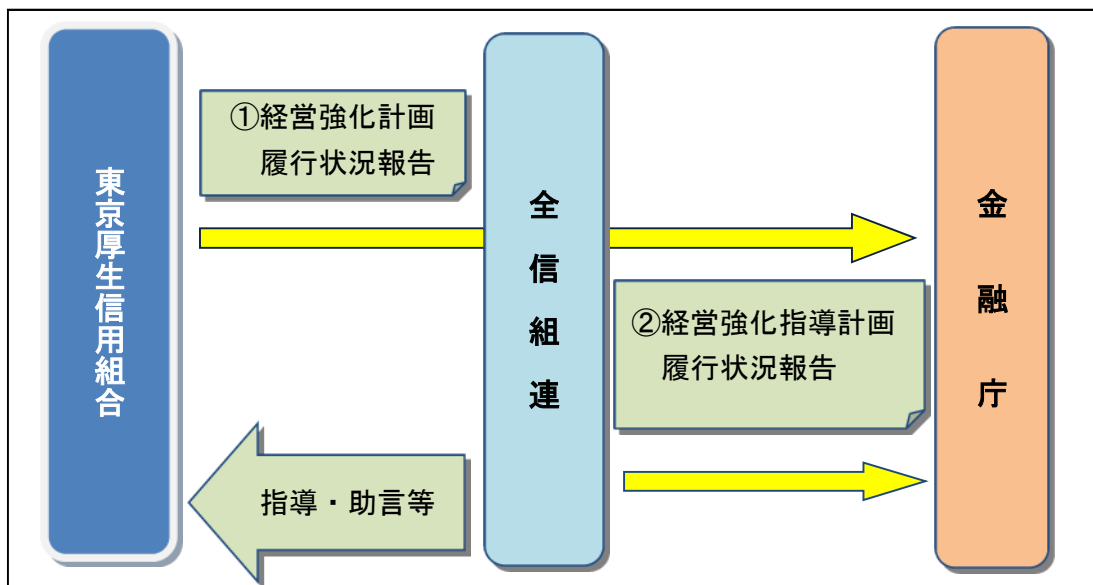 東京厚生信用組合
①経営強化計画
履行状況報告
指導・助言等
全信組連
②経営強化指導計画
履行状況報告
金融庁